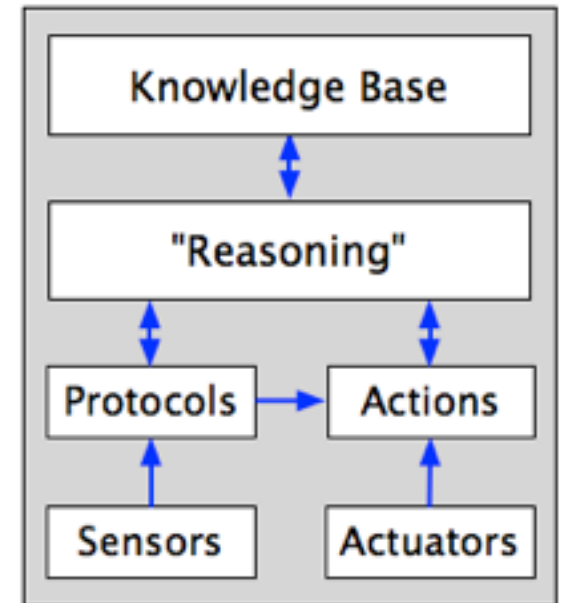 Knowledge Base
"Reasoning"
Protocols
Actions
Sensors
Actuators